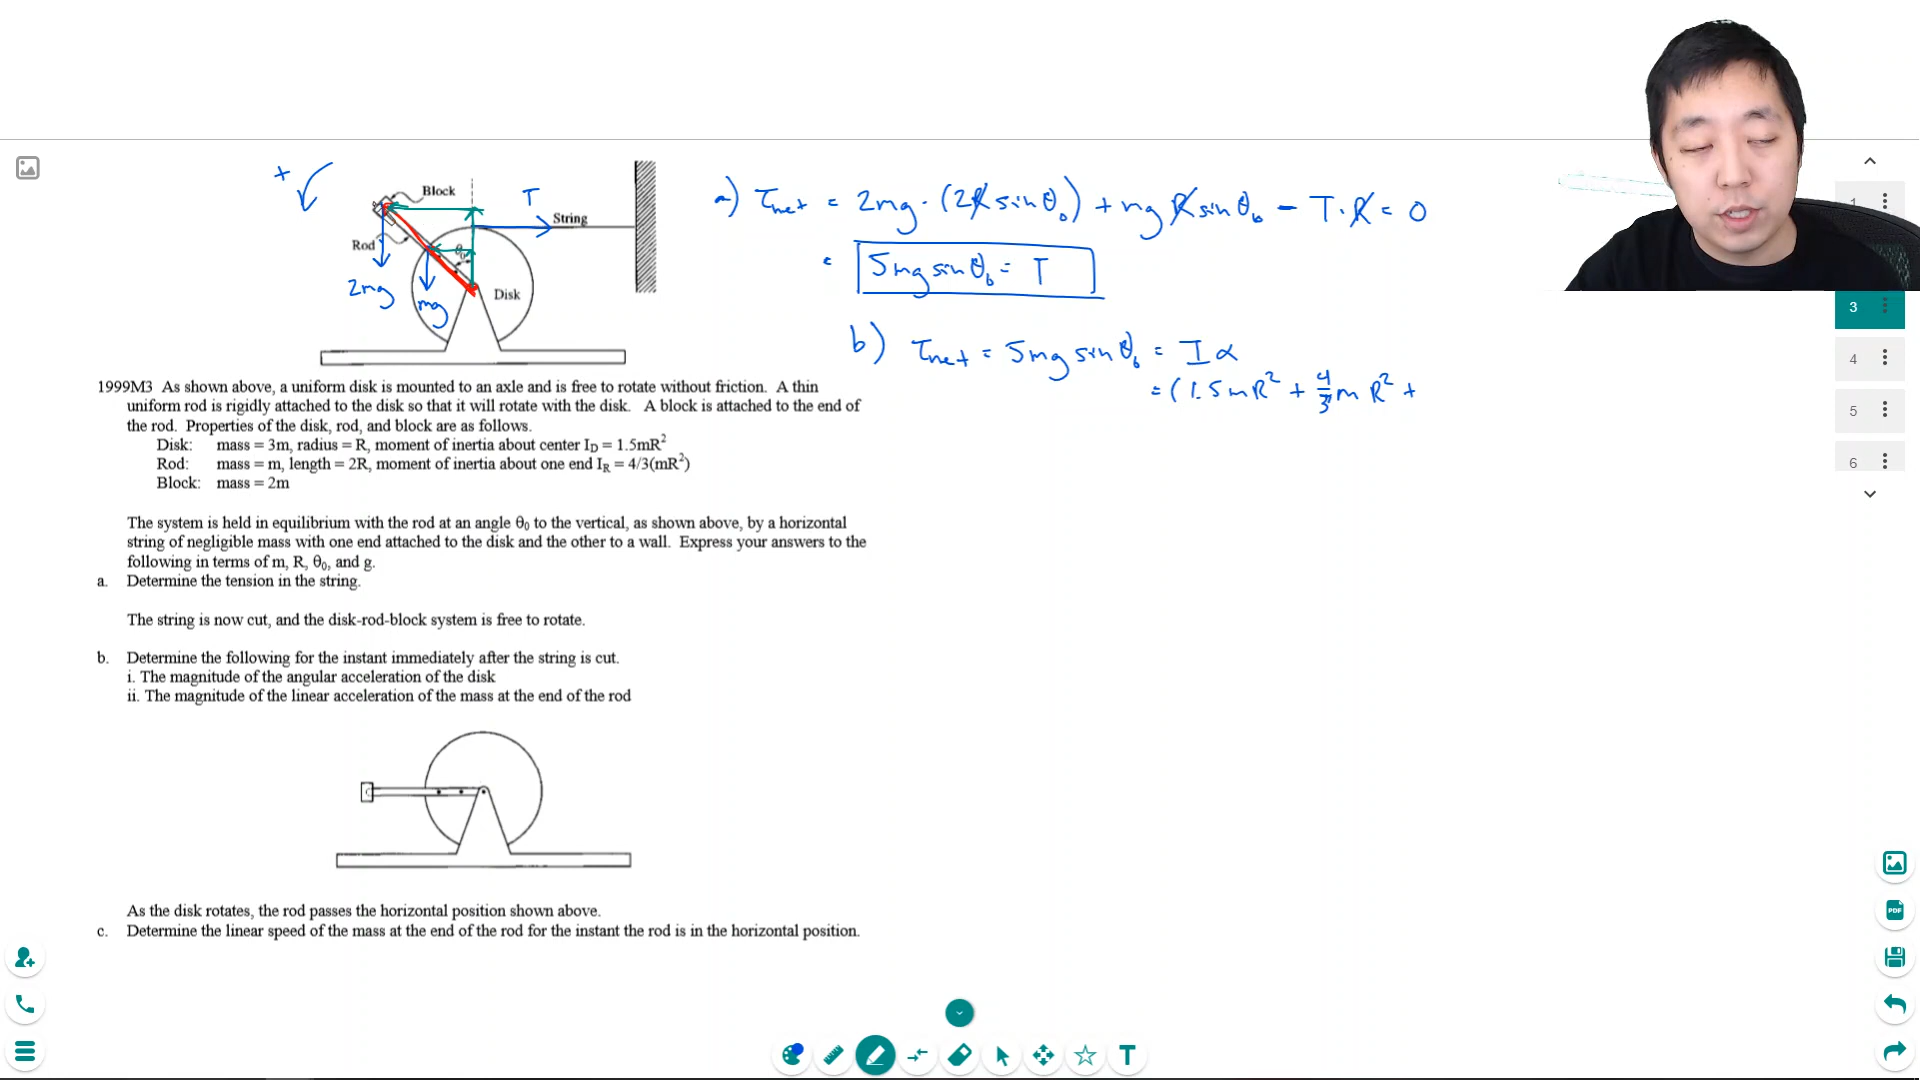 +
Block
T
String
Rod
θ₀
2mg
mg
Disk
a) τnet = 2mg · (2R sin θ₀) + mg R sin θ₀ - T · R = 0
= 5mg sin θ₀ = T
b) τnet = 5mg sin θ₀ = Iα
= (1.5mR² + 4/3 m R² +
1999M3 As shown above, a uniform disk is mounted to an axle and is free to rotate without friction. A thin
uniform rod is rigidly attached to the disk so that it will rotate with the disk. A block is attached to the end of
the rod. Properties of the disk, rod, and block are as follows.
Disk: mass = 3m, radius = R, moment of inertia about center I_D = 1.5mR²
Rod: mass = m, length = 2R, moment of inertia about one end I_R = 4/3(mR²)
Block: mass = 2m
The system is held in equilibrium with the rod at an angle θ₀ to the vertical, as shown above, by a horizontal
string of negligible mass with one end attached to the disk and the other to a wall. Express your answers to the
following in terms of m, R, θ₀, and g.
a. Determine the tension in the string.
The string is now cut, and the disk-rod-block system is free to rotate.
b. Determine the following for the instant immediately after the string is cut.
i. The magnitude of the angular acceleration of the disk
ii. The magnitude of the linear acceleration of the mass at the end of the rod
As the disk rotates, the rod passes the horizontal position shown above.
c. Determine the linear speed of the mass at the end of the rod for the instant the rod is in the horizontal position.
1
3
4
5
6
PDF
T